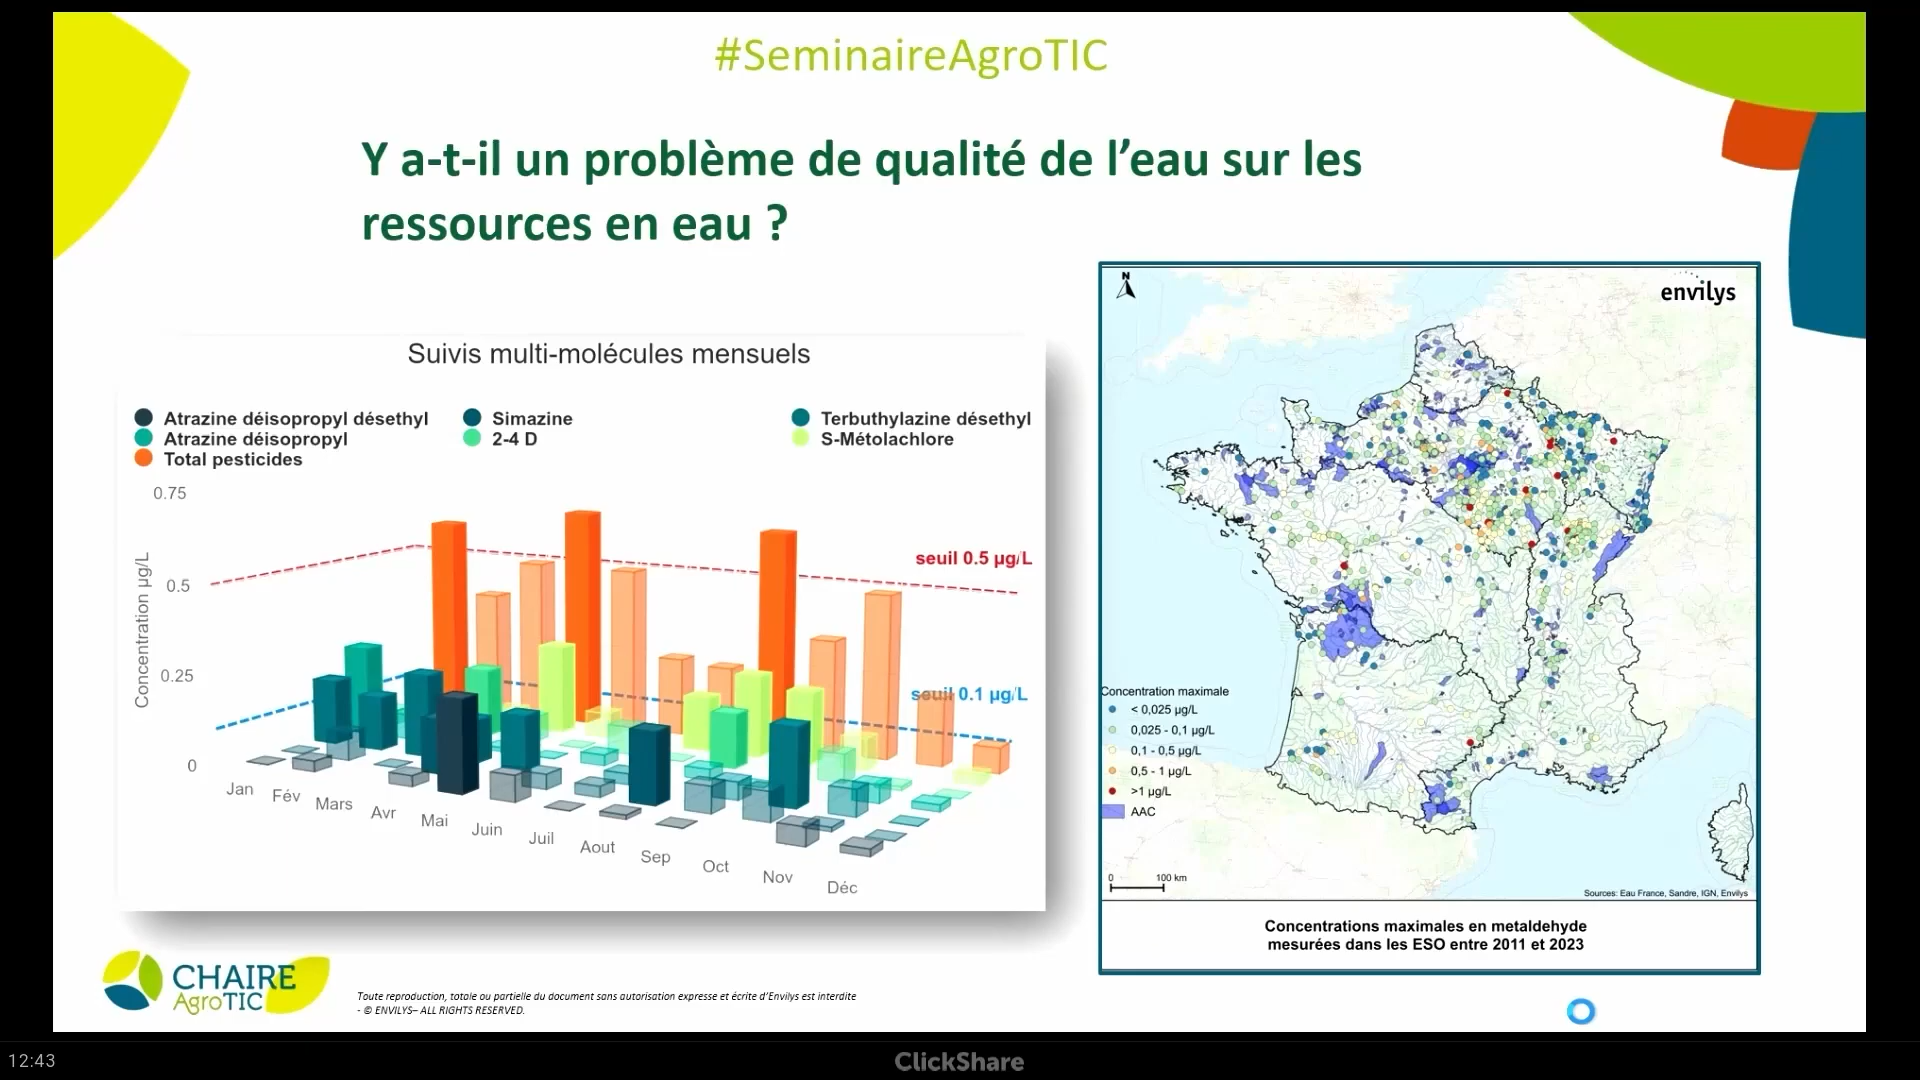 #SeminaireAgroTIC
Y a-t-il un problème de qualité de l’eau sur les
ressources en eau ?
Suivis multi-molécules mensuels
Atrazine déisopropyl désethyl
Simazine
Terbuthylazine désethyl
Atrazine déisopropyl
2-4 D
S-Métolachlore
Total pesticides
0.75
0.5
0.25
0
Concentration µg/L
seuil 0.5 µg/L
seuil 0.1 µg/L
Jan
Fév
Mars
Avr
Mai
Juin
Juil
Aout
Sep
Oct
Nov
Déc
N
envilys
Concentration maximale
< 0,025 µg/L
0,025 - 0,1 µg/L
0,1 - 0,5 µg/L
0,5 - 1 µg/L
>1 µg/L
AAC
0 100 km
Sources: Eau France, Sandre, IGN, Envilys
Concentrations maximales en metaldehyde
mesurées dans les ESO entre 2011 et 2023
CHAIRE
AgroTIC
Toute reproduction, totale ou partielle du document sans autorisation expresse et écrite d’Envilys est interdite
- © ENVILYS– ALL RIGHTS RESERVED.
12:43
ClickShare